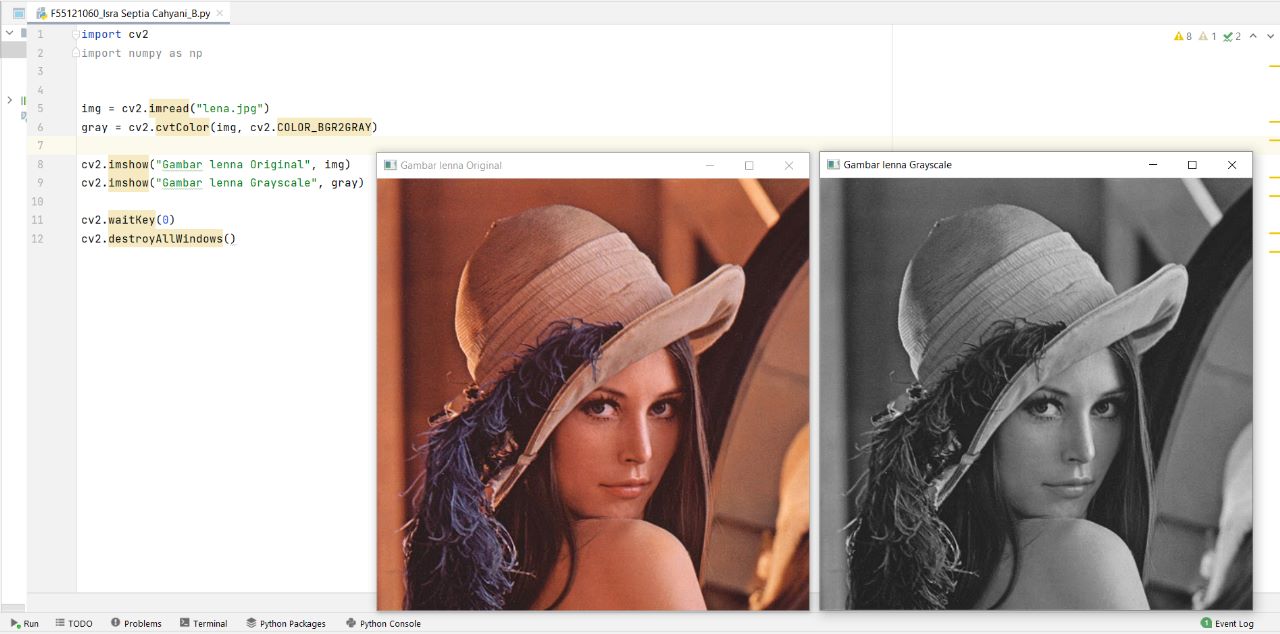 F55121060_Isra Septia Cahyani_B.py
8 1 2
1 import cv2
2 import numpy as np
3
4
5 img = cv2.imread("lena.jpg")
6 gray = cv2.cvtColor(img, cv2.COLOR_BGR2GRAY)
7
8 cv2.imshow("Gambar lenna Original", img)
9 cv2.imshow("Gambar lenna Grayscale", gray)
10
11 cv2.waitKey(0)
12 cv2.destroyAllWindows()
Gambar lenna Original
Gambar lenna Grayscale
Run TODO Problems Terminal Python Packages Python Console 1 Event Log